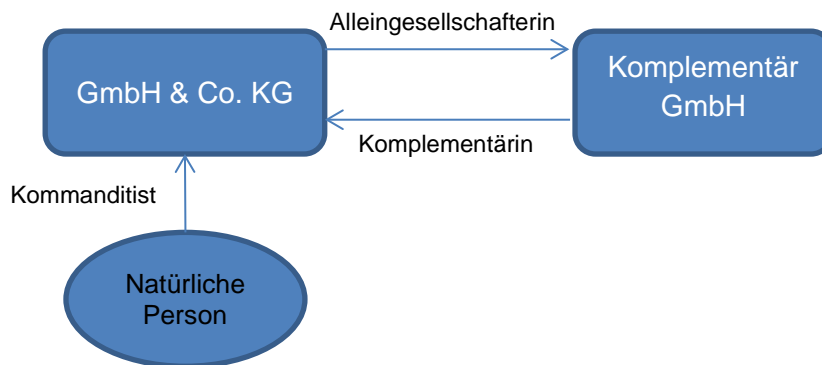 Alleingesellschafterin
GmbH & Co. KG
Komplementär
GmbH
Komplementärin
Kommanditist
Natürliche
Person